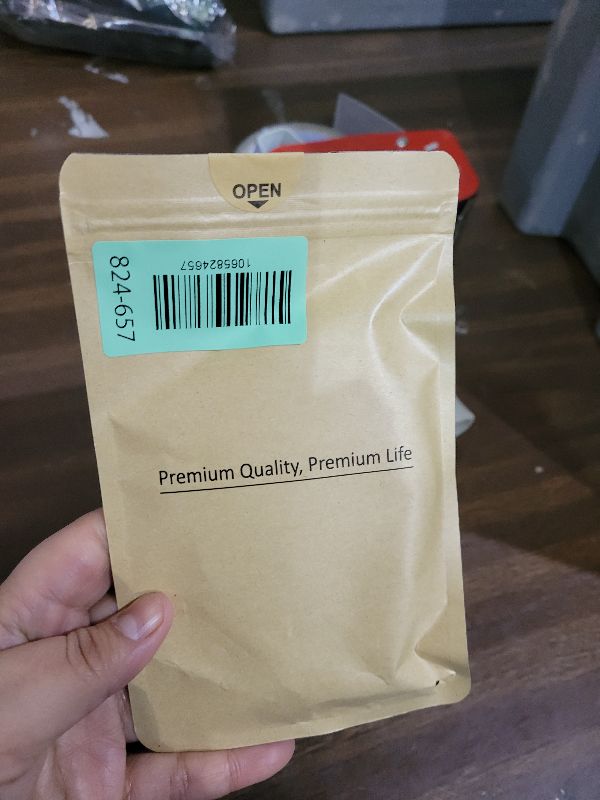 OPEN
1065824657
824-657
Premium Quality, Premium Life